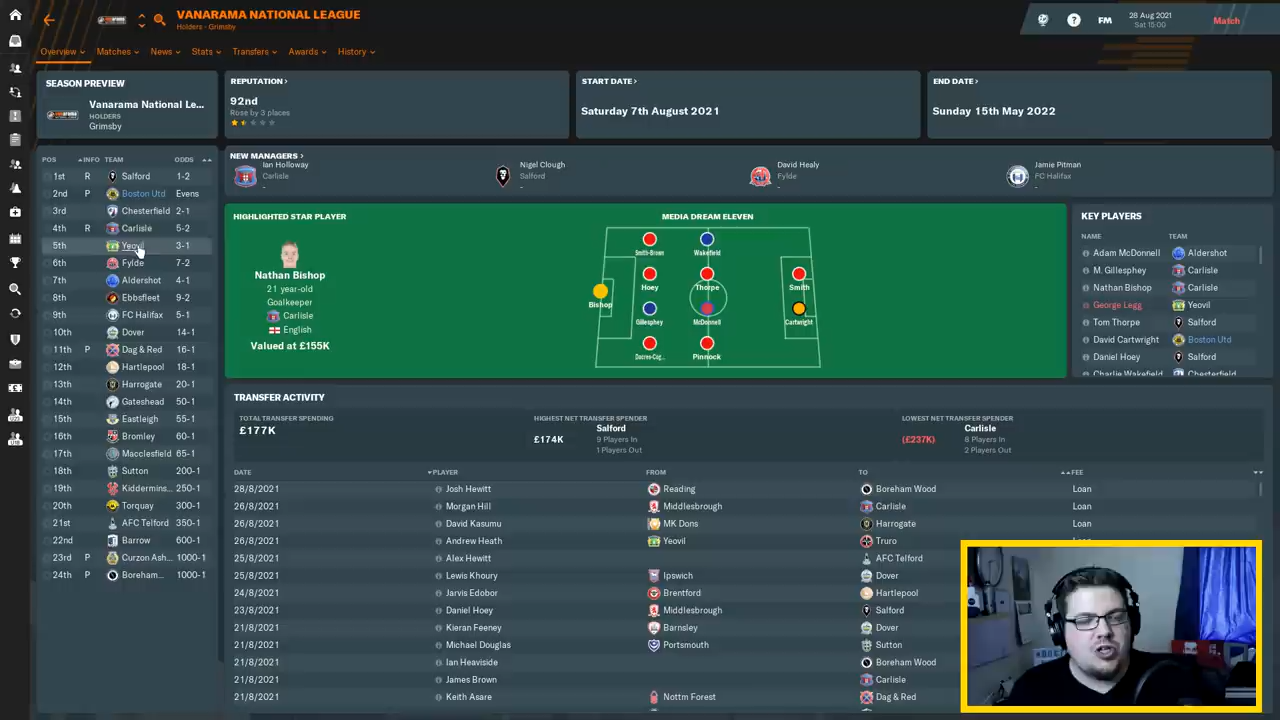 VANARAMA NATIONAL LEAGUE
Holders - Grimsby
FM
28 Aug 2021
Sat 15:00
Match
Overview
Matches
News
Stats
Transfers
Awards
History
SEASON PREVIEW
Vanarama National Le...
HOLDERS
Grimsby
REPUTATION >
92nd
Rose by 3 places
START DATE >
Saturday 7th August 2021
END DATE >
Sunday 15th May 2022
POS INFO TEAM ODDS
1st R Salford 1-2
2nd P Boston Utd Evens
3rd Chesterfield 2-1
4th R Carlisle 5-2
5th Yeovil 3-1
6th Fylde 7-2
7th Aldershot 4-1
8th Ebbsfleet 9-2
9th FC Halifax 5-1
10th Dover 14-1
11th P Dag & Red 16-1
12th Hartlepool 18-1
13th Harrogate 20-1
14th Gateshead 50-1
15th Eastleigh 55-1
16th Bromley 60-1
17th Macclesfield 65-1
18th Sutton 200-1
19th Kiddermins... 250-1
20th Torquay 300-1
21st AFC Telford 350-1
22nd Barrow 600-1
23rd P Curzon Ash... 1000-1
24th P Boreham... 1000-1
NEW MANAGERS >
Ian Holloway
Carlisle
-
Nigel Clough
Salford
-
David Healy
Fylde
-
Jamie Pitman
FC Halifax
-
HIGHLIGHTED STAR PLAYER
Nathan Bishop
21 year-old
Goalkeeper
Carlisle
English
Valued at £155K
MEDIA DREAM ELEVEN
Smith-Brown
Wakefield
Hoey
Thorpe
Smith
Bishop
Gillesphey
McDonnell
Cartwright
Pinnock
KEY PLAYERS
NAME TEAM
Adam McDonnell Aldershot
M. Gillesphey Carlisle
Nathan Bishop Carlisle
George Legg Yeovil
Tom Thorpe Salford
David Cartwright Boston Utd
Daniel Hoey Salford
Charlie Wakefield Chesterfield
TRANSFER ACTIVITY
TOTAL TRANSFER SPENDING
£177K
HIGHEST NET TRANSFER SPENDER
£174K
Salford
9 Players In
1 Players Out
LOWEST NET TRANSFER SPENDER
(£237K)
Carlisle
8 Players In
2 Players Out
DATE PLAYER FROM TO FEE
28/8/2021 Josh Hewitt Reading Boreham Wood Loan
26/8/2021 Morgan Hill Middlesbrough Carlisle Loan
26/8/2021 David Kasumu MK Dons Harrogate Loan
26/8/2021 Andrew Heath Yeovil Truro
25/8/2021 Alex Hewitt AFC Telford
25/8/2021 Lewis Khoury Ipswich Dover
24/8/2021 Jarvis Edobor Brentford Hartlepool
23/8/2021 Daniel Hoey Middlesbrough Salford
21/8/2021 Kieran Feeney Barnsley Dover
21/8/2021 Michael Douglas Portsmouth Sutton
21/8/2021 Ian Heaviside Boreham Wood
21/8/2021 James Brown Carlisle
21/8/2021 Keith Asare Nottm Forest Dag & Red